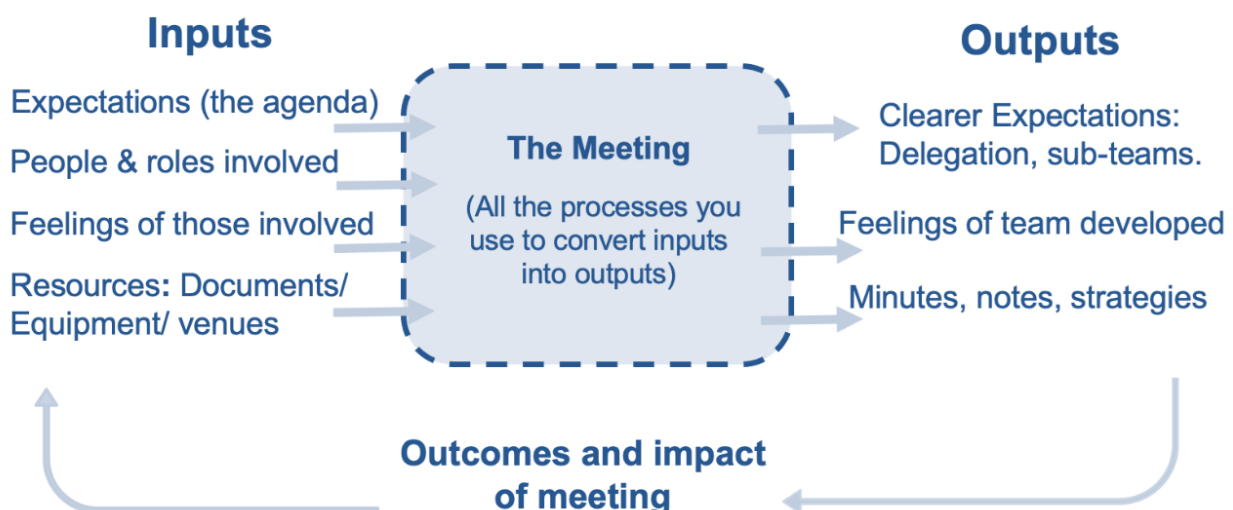 Inputs
Expectations (the agenda)
People & roles involved
Feelings of those involved
Resources: Documents/
Equipment/ venues
The Meeting
(All the processes you
use to convert inputs
into outputs)
Outputs
Clearer Expectations:
Delegation, sub-teams.
Feelings of team developed
Minutes, notes, strategies
Outcomes and impact
of meeting